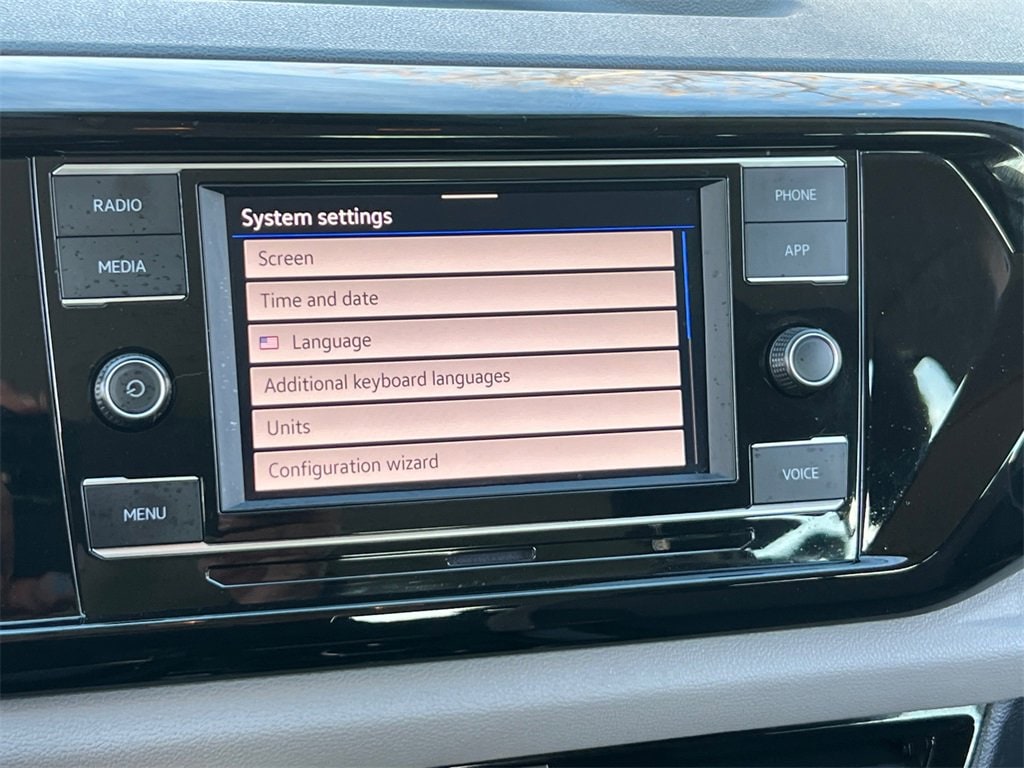 RADIO
MEDIA
MENU
System settings
Screen
Time and date
Language
Additional keyboard languages
Units
Configuration wizard
PHONE
APP
VOICE